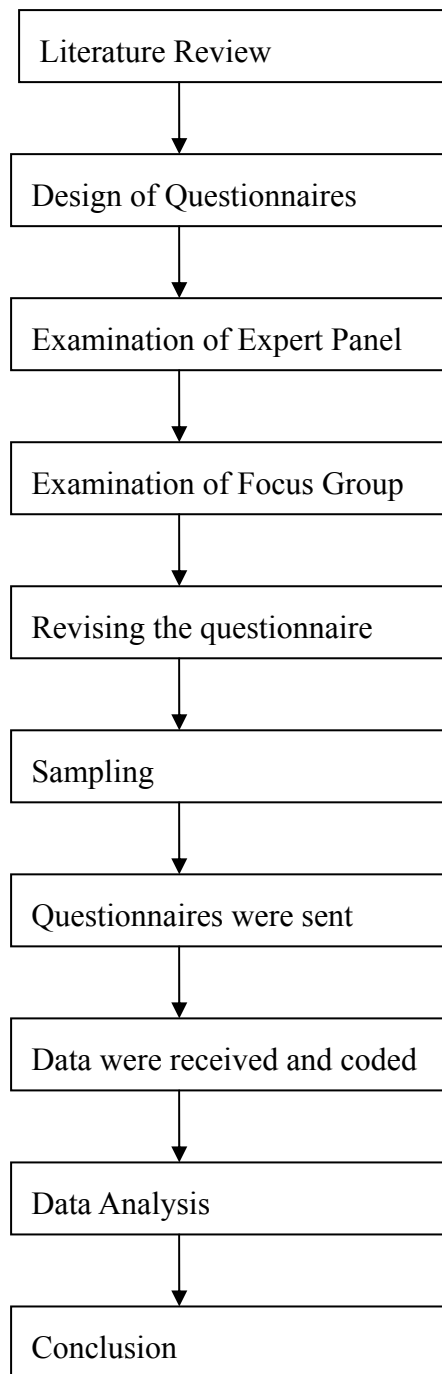 Literature Review
Design of Questionnaires
Examination of Expert Panel
Examination of Focus Group
Revising the questionnaire
Sampling
Questionnaires were sent
Data were received and coded
Data Analysis
Conclusion